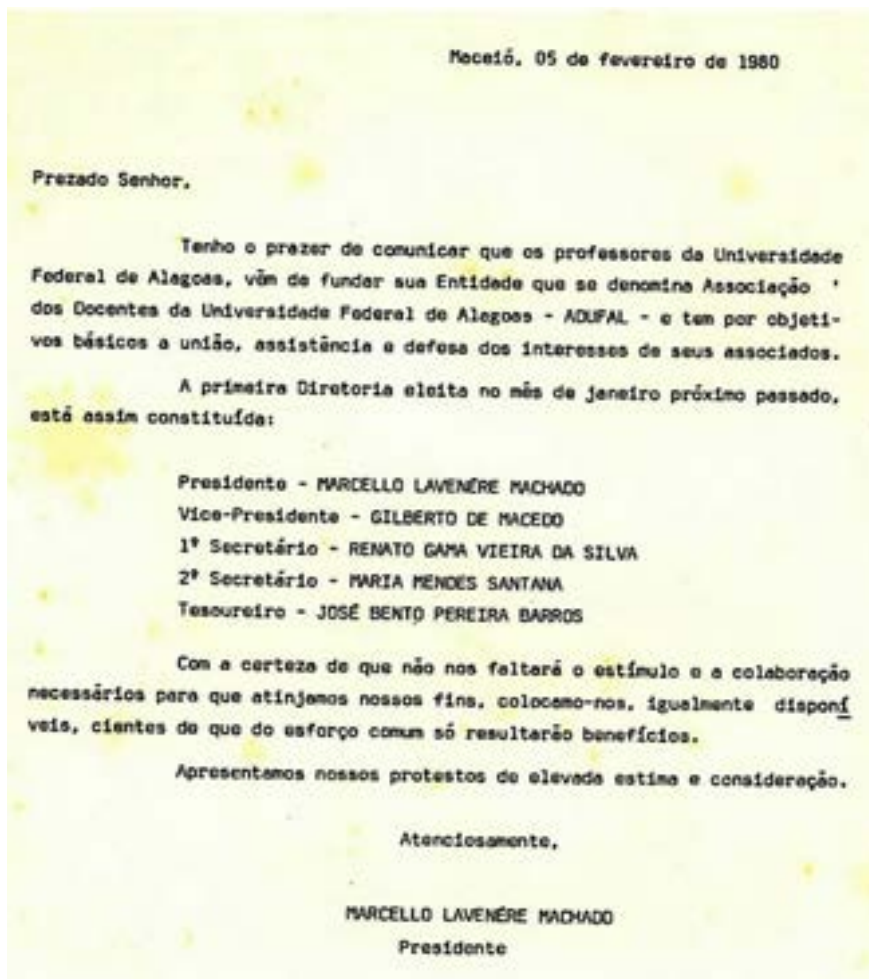 Maceió, 05 de fevereiro de 1980
Prezado Senhor,
Tenho o prazer de comunicar que os professores da Universidade
Federal de Alagoas, vêm de fundar sua Entidade que se denomina Associação '
dos Docentes da Universidade Federal de Alagoas - ADUFAL - e tem por objeti-
vos básicos a união, assistência e defesa dos interesses de seus associados.
A primeira Diretoria eleita no mês de janeiro próximo passado,
está assim constituída:
Presidente - MARCELLO LAVENÉRE MACHADO
Vice-Presidente - GILBERTO DE MACEDO
1º Secretário - RENATO GAMA VIEIRA DA SILVA
2º Secretário - MARIA MENDES SANTANA
Tesoureiro - JOSÉ BENTO PEREIRA BARROS
Com a certeza de que não nos faltará o estímulo e a colaboração
necessários para que atinjamos nossos fins, colocamo-nos, igualmente disponí
veis, cientes de que do esforço comum só resultarão benefícios.
Apresentamos nossos protestos de elevada estima e consideração.
Atenciosamente,
MARCELLO LAVENÉRE MACHADO
Presidente